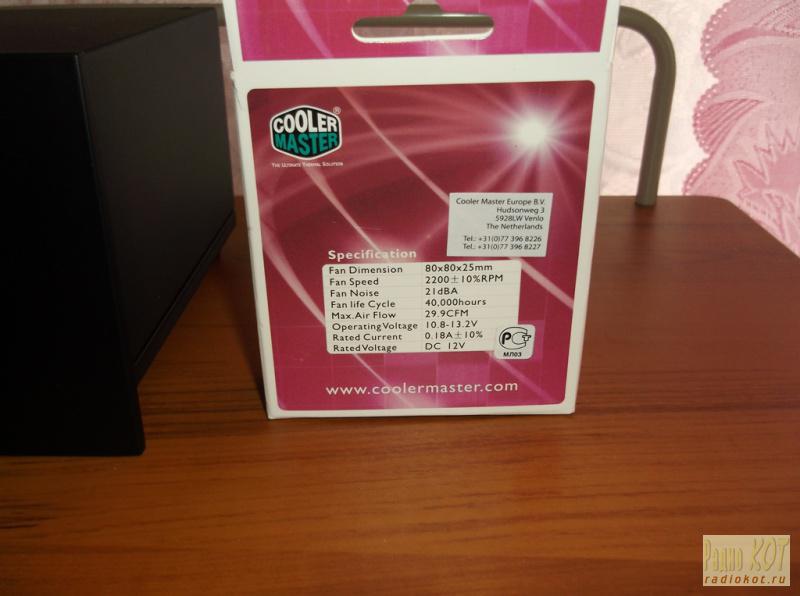 COOLER
MASTER
®
THE ULTIMATE THERMAL SOLUTION
Cooler Master Europe B.V.
Hudsonweg 3
5928LW Venlo
The Netherlands
Tel.: +31(0)77 396 8226
Tel.: +31(0)77 396 8227
Specification
Fan Dimension 80x80x25mm
Fan Speed 2200±10%RPM
Fan Noise 21dBA
Fan life Cycle 40,000hours
Max.Air Flow 29.9CFM
Operating Voltage 10.8-13.2V
Rated Current 0.18A±10%
Rated Voltage DC 12V
РСТ
МЛ03
www.coolermaster.com
Радио КОТ
radiokot.ru